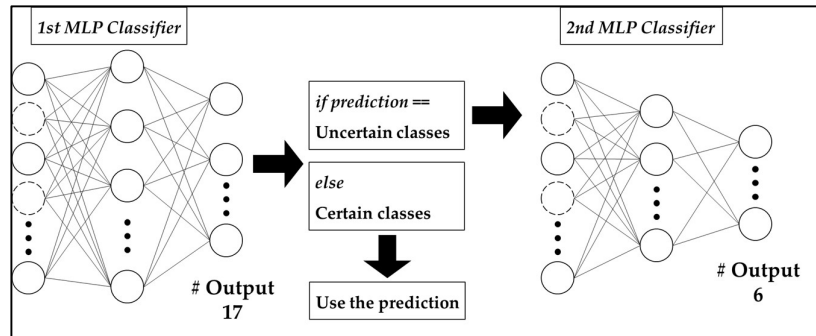 1st MLP Classifier
2nd MLP Classifier
if prediction ==
Uncertain classes
else
Certain classes
Use the prediction
# Output
17
# Output
6